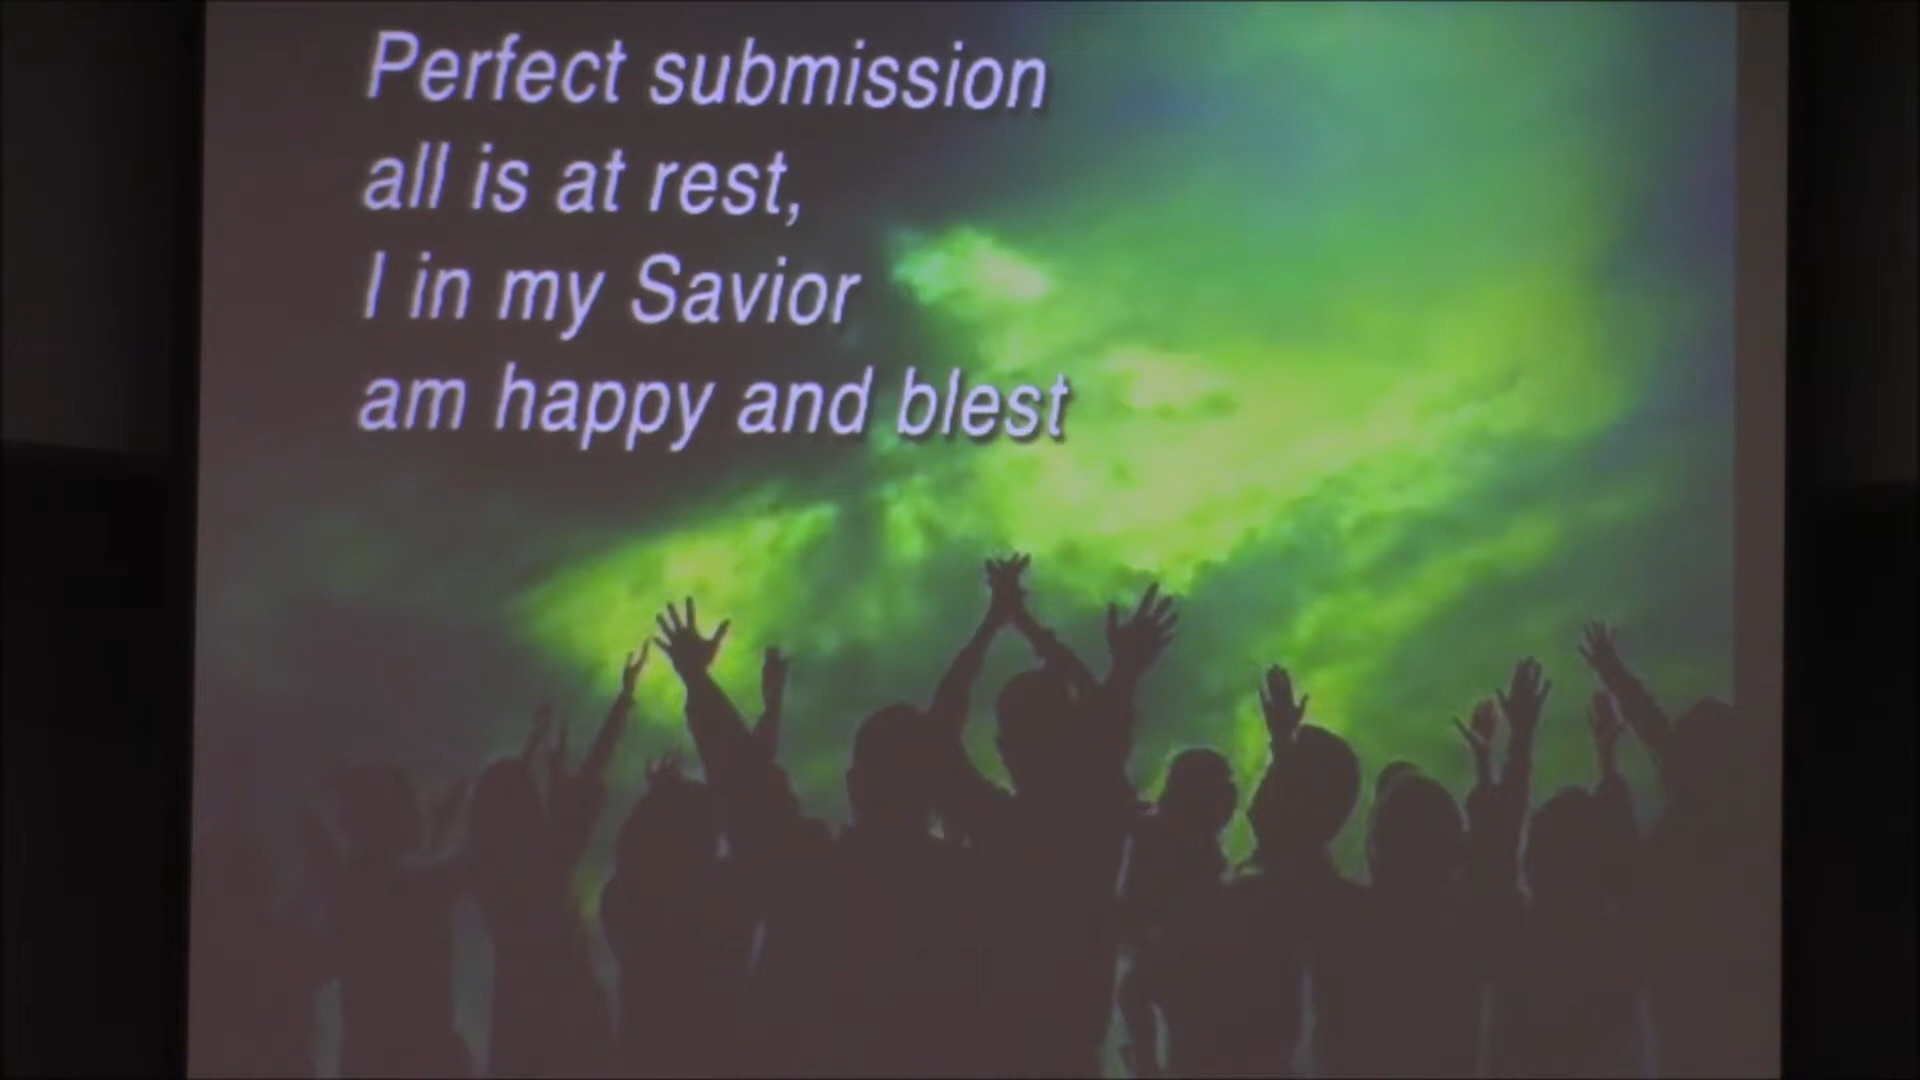 Perfect submission
all is at rest,
I in my Savior
am happy and blest